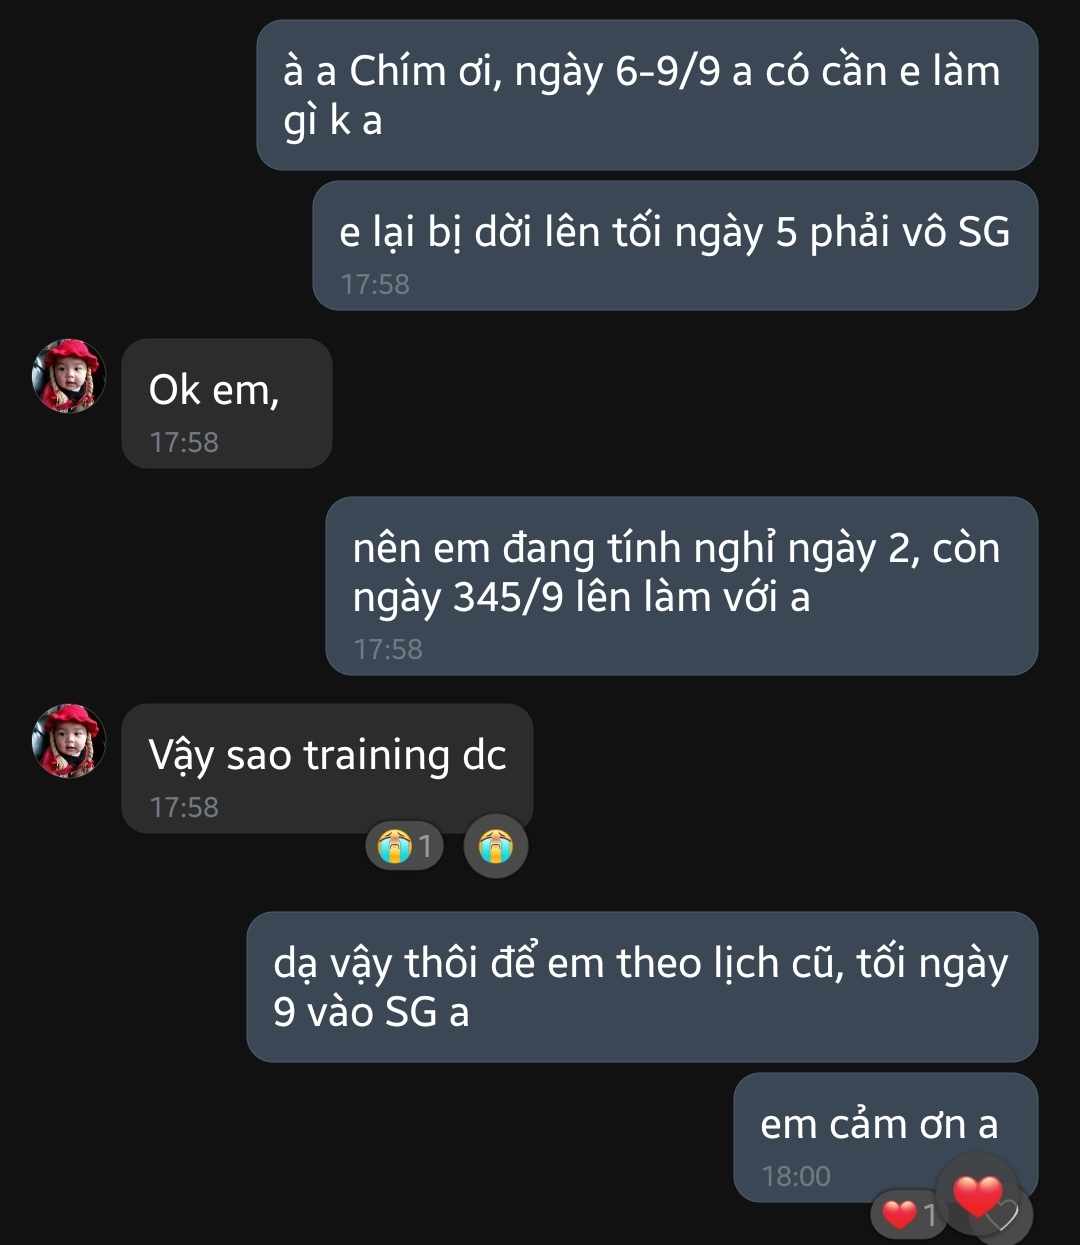 à a Chím ơi, ngày 6-9/9 a có cần e làm
gì k a
e lại bị dời lên tối ngày 5 phải vô SG
17:58
Ok em,
17:58
nên em đang tính nghỉ ngày 2, còn
ngày 345/9 lên làm với a
17:58
Vậy sao training dc
17:58
1
dạ vậy thôi để em theo lịch cũ, tối ngày
9 vào SG a
em cảm ơn a
18:00
1